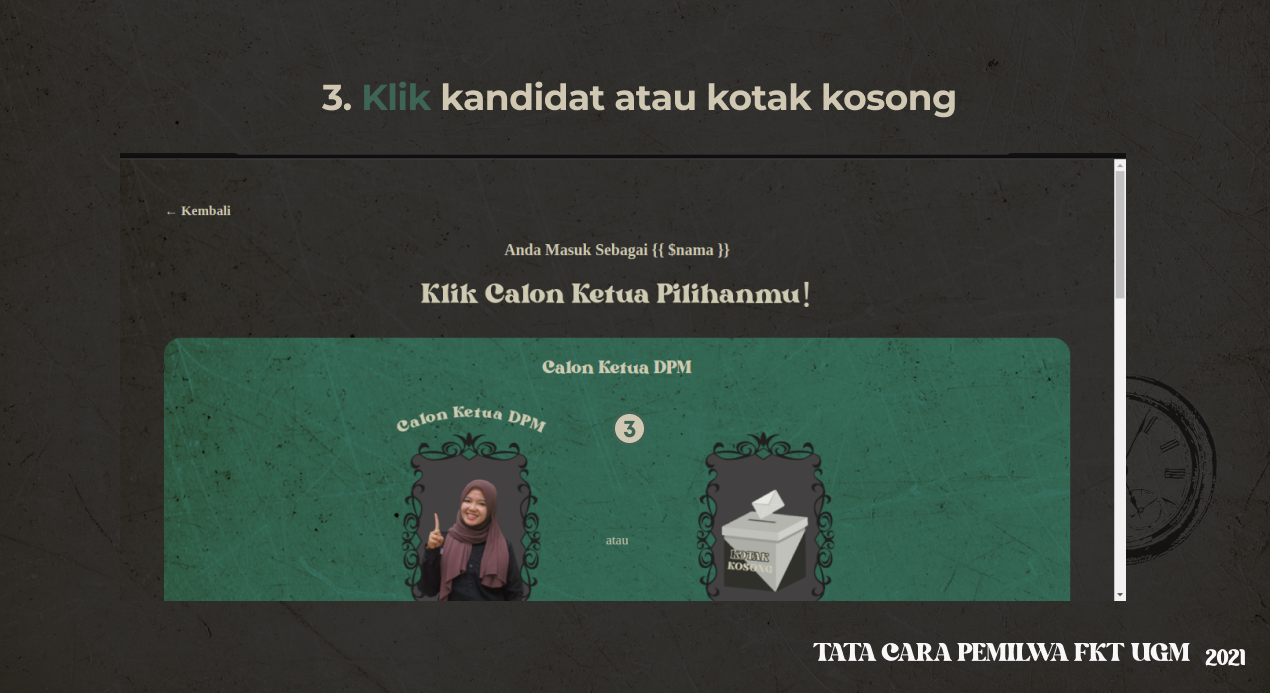 3. Klik kandidat atau kotak kosong
← Kembali
Anda Masuk Sebagai {{ $nama }}
Klik Calon Ketua Pilihanmu!
Calon Ketua DPM
Calon Ketua DPM
3
atau
KOTAK
KOSONG
TATA CARA PEMILWA FKT UGM 2021